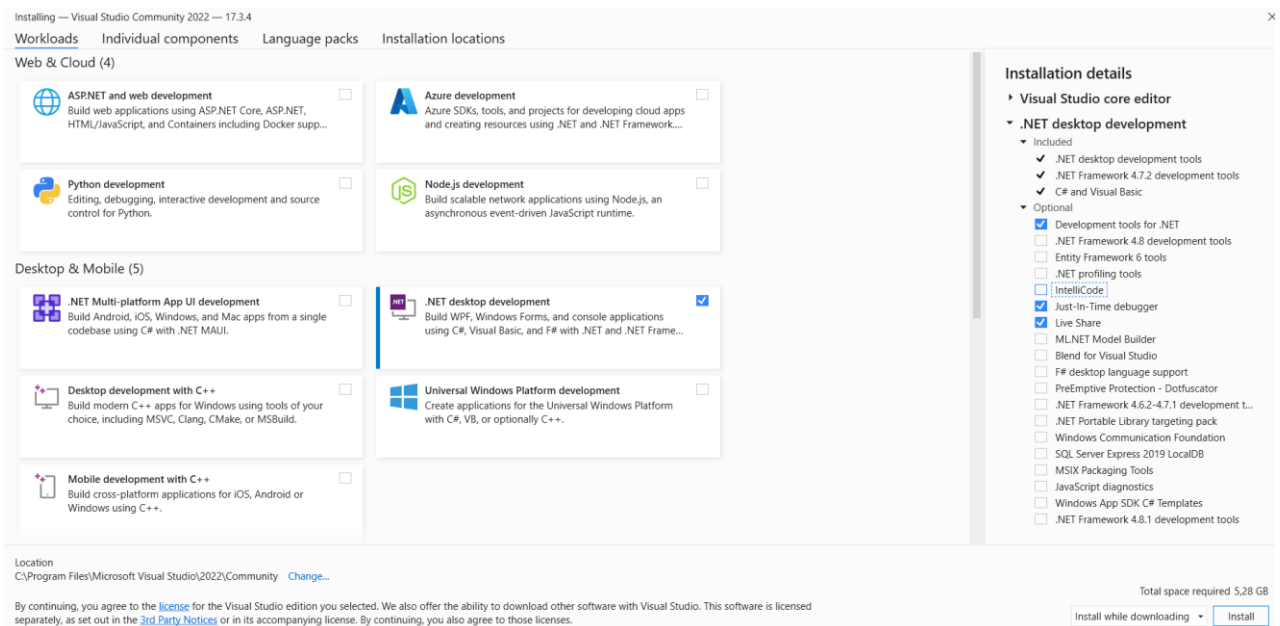 Installing — Visual Studio Community 2022 — 17.3.4
Workloads
Individual components
Language packs
Installation locations
Web & Cloud (4)
ASP.NET and web development
Build web applications using ASP.NET Core, ASP.NET,
HTML/JavaScript, and Containers including Docker supp...
Azure development
Azure SDKs, tools, and projects for developing cloud apps
and creating resources using .NET and .NET Framework....
Python development
Editing, debugging, interactive development and source
control for Python.
Node.js development
Build scalable network applications using Node.js, an
asynchronous event-driven JavaScript runtime.
Desktop & Mobile (5)
.NET Multi-platform App UI development
Build Android, iOS, Windows, and Mac apps from a single
codebase using C# with .NET MAUI.
.NET desktop development
Build WPF, Windows Forms, and console applications
using C#, Visual Basic, and F# with .NET and .NET Frame...
Desktop development with C++
Build modern C++ apps for Windows using tools of your
choice, including MSVC, Clang, CMake, or MSBuild.
Universal Windows Platform development
Create applications for the Universal Windows Platform
with C#, VB, or optionally C++.
Mobile development with C++
Build cross-platform applications for iOS, Android or
Windows using C++.
Installation details
Visual Studio core editor
.NET desktop development
Included
.NET desktop development tools
.NET Framework 4.7.2 development tools
C# and Visual Basic
Optional
Development tools for .NET
.NET Framework 4.8 development tools
Entity Framework 6 tools
.NET profiling tools
IntelliCode
Just-In-Time debugger
Live Share
ML.NET Model Builder
Blend for Visual Studio
F# desktop language support
PreEmptive Protection - Dotfuscator
.NET Framework 4.6.2-4.7.1 development t...
.NET Portable Library targeting pack
Windows Communication Foundation
SQL Server Express 2019 LocalDB
MSIX Packaging Tools
JavaScript diagnostics
Windows App SDK C# Templates
.NET Framework 4.8.1 development tools
Location
C:\Program Files\Microsoft Visual Studio\2022\Community Change...
By continuing, you agree to the license for the Visual Studio edition you selected. We also offer the ability to download other software with Visual Studio. This software is licensed
separately, as set out in the 3rd Party Notices or in its accompanying license. By continuing, you also agree to those licenses.
Total space required 5,28 GB
Install while downloading
Install